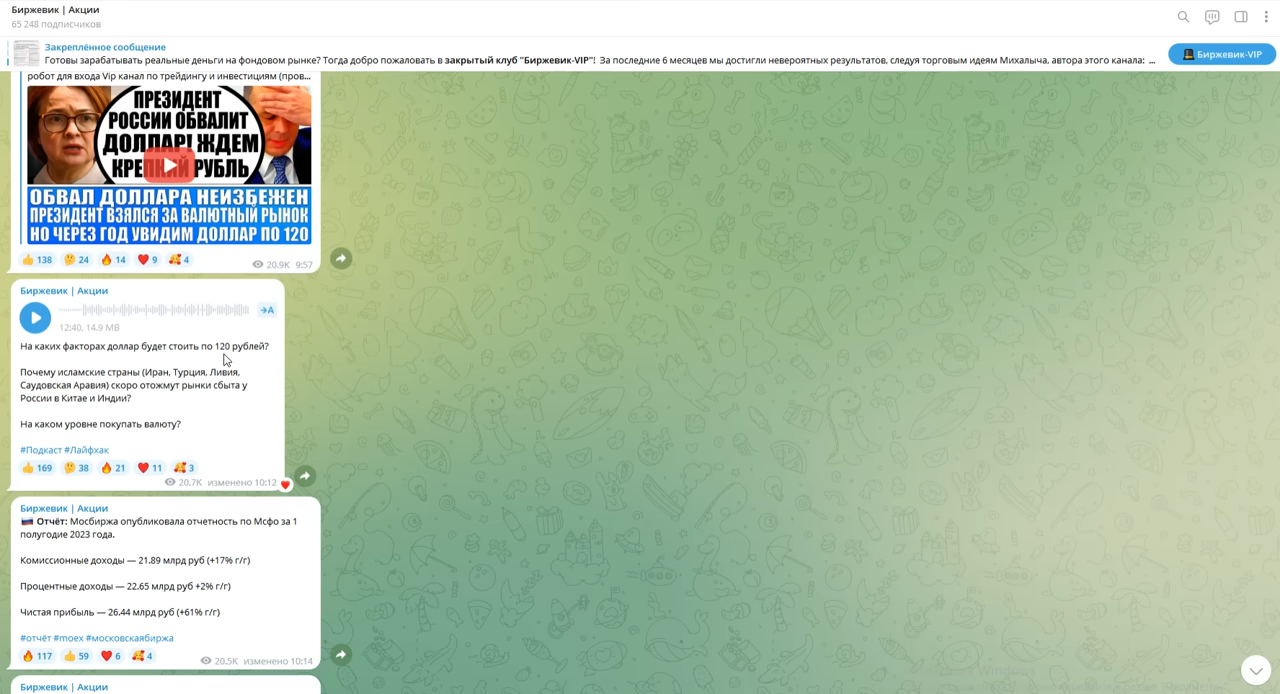 Биржевик | Акции
65 248 подписчиков
Закреплённое сообщение
Готовы зарабатывать реальные деньги на фондовом рынке? Тогда добро пожаловать в закрытый клуб "Биржевик-VIP"! За последние 6 месяцев мы достигли невероятных результатов, следуя торговым идеям Михалыча, автора этого канала: ...
Биржевик-VIP
робот для входа Vip канал по трейдингу и инвестициям (пров...
ПРЕЗИДЕНТ
РОССИИ ОБВАЛИТ
ДОЛЛАР! ЖДЕМ
КРЕПКИЙ РУБЛЬ
ОБВАЛ ДОЛЛАРА НЕИЗБЕЖЕН
ПРЕЗИДЕНТ ВЗЯЛСЯ ЗА ВАЛЮТНЫЙ РЫНОК
НО ЧЕРЕЗ ГОД УВИДИМ ДОЛЛАР ПО 120
138 24 14 9 4
20.9K 9:57
Биржевик | Акции
→A
12:40, 14.9 MB
На каких факторах доллар будет стоить по 120 рублей?
Почему исламские страны (Иран, Турция, Ливия,
Саудовская Аравия) скоро отожмут рынки сбыта у
России в Китае и Индии?
На каком уровне покупать валюту?
#Подкаст #Лайфхак
169 38 21 11 3
20.7K изменено 10:12
Биржевик | Акции
Отчёт: Мосбиржа опубликовала отчетность по Мсфо за 1
полугодие 2023 года.
Комиссионные доходы — 21.89 млрд руб (+17% г/г)
Процентные доходы — 22.65 млрд руб +2% г/г)
Чистая прибыль — 26.44 млрд руб (+61% г/г)
#отчёт #moex #московскаябиржа
117 59 6 4
20.5K изменено 10:14
Биржевик | Акции